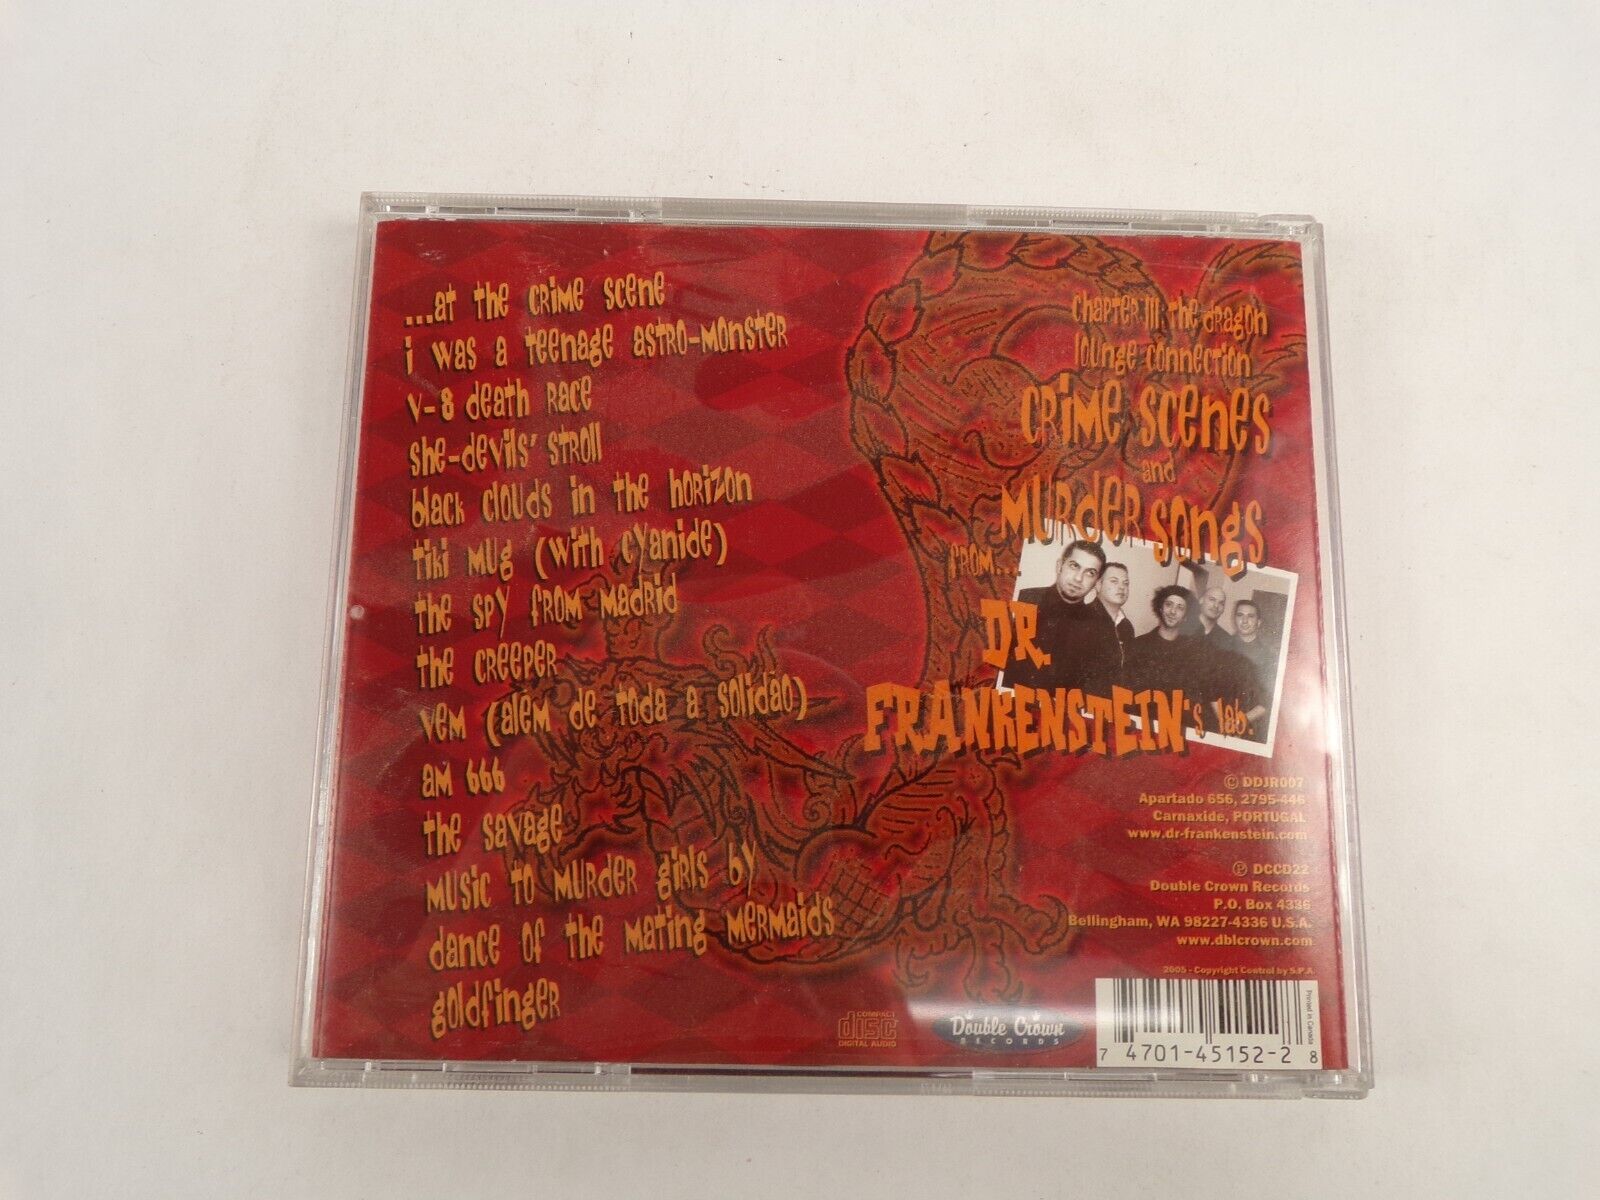 ...at the crime scene
i was a teenage astro-monster
V-8 death race
she-devils' stroll
black clouds in the horizon
tiki mug (with cyanide)
the spy from madrid
the creeper
vem (além de toda a solidão)
am 666
the savage
music to murder girls by
dance of the mating mermaids
goldfinger
chapter III: the dragon
lounge connection
crime scenes
and
murder songs
from...
DR.
FRANKENSTEIN's lab.
© DDJR007
Apartado 656, 2795-446
Carnaxide, PORTUGAL
www.dr-frankenstein.com
℗ DCCD22
Double Crown Records
P.O. Box 4336
Bellingham, WA 98227-4336 U.S.A.
www.dblcrown.com
2005 - Copyright Control by S.P.A.
COMPACT
disc
DIGITAL AUDIO
Double Crown
RECORDS
Printed in Canada
7 4701-45152-2 8